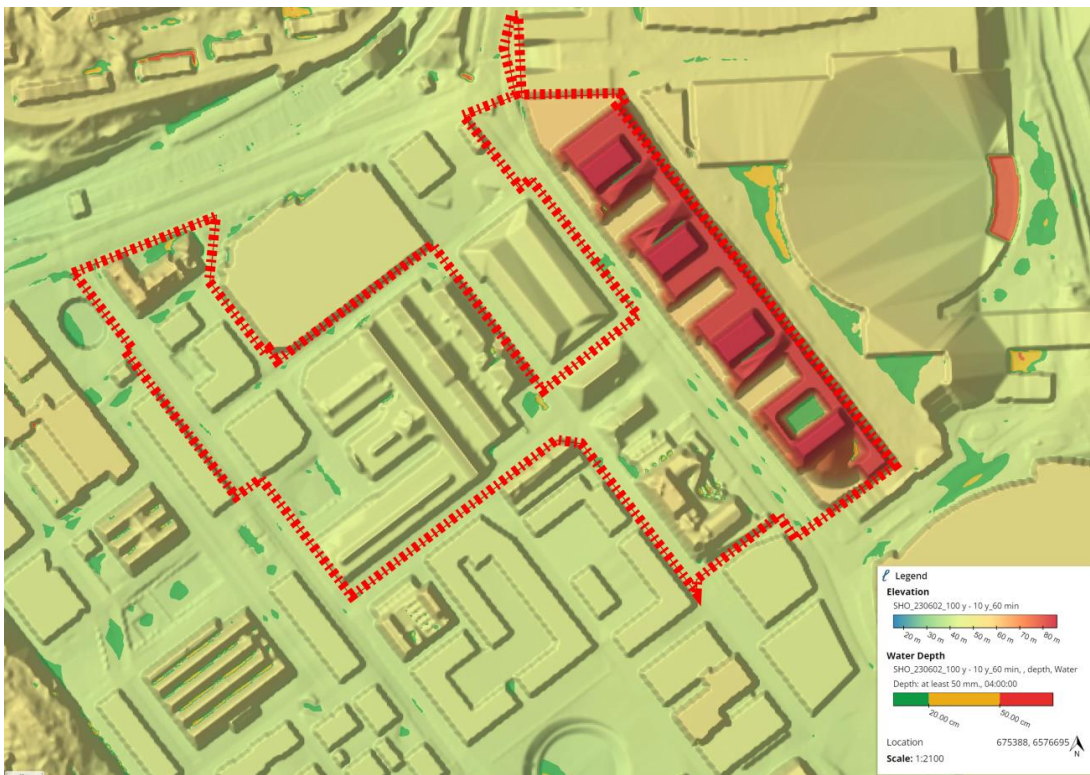 Legend
Elevation
SHO_230602_100 y - 10 y_60 min
20 m 30 m 40 m 50 m 60 m 70 m 80 m
Water Depth
SHO_230602_100 y - 10 y_60 min, , depth, Water
Depth: at least 50 mm., 04:00:00
20.00 cm 50.00 cm
Location 675388, 6576695
N
Scale: 1:2100